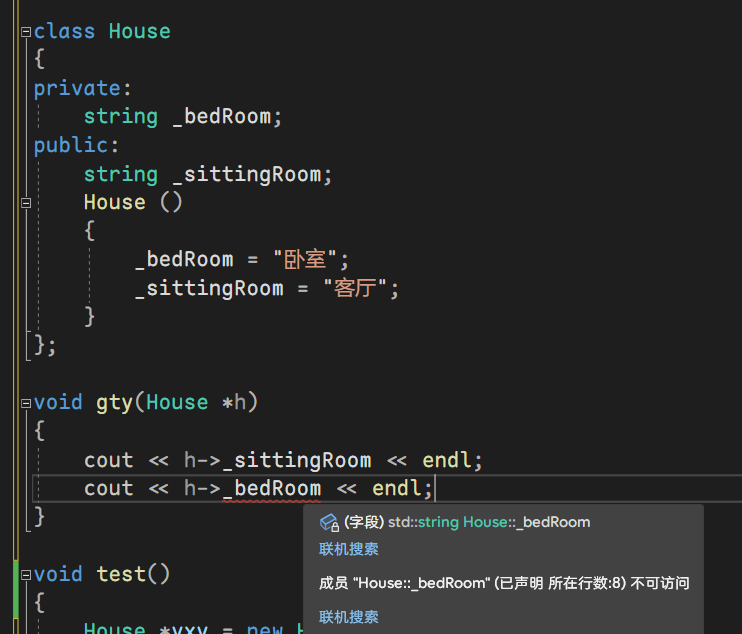 class House
{
private:
string _bedRoom;
public:
string _sittingRoom;
House ()
{
_bedRoom = "卧室";
_sittingRoom = "客厅";
}
};
void gty(House *h)
{
cout << h->_sittingRoom << endl;
cout << h->_bedRoom << endl;
}
(字段) std::string House::_bedRoom
联机搜索
成员 "House::_bedRoom" (已声明 所在行数:8) 不可访问
联机搜索
void test()
{
House *yxy = new H